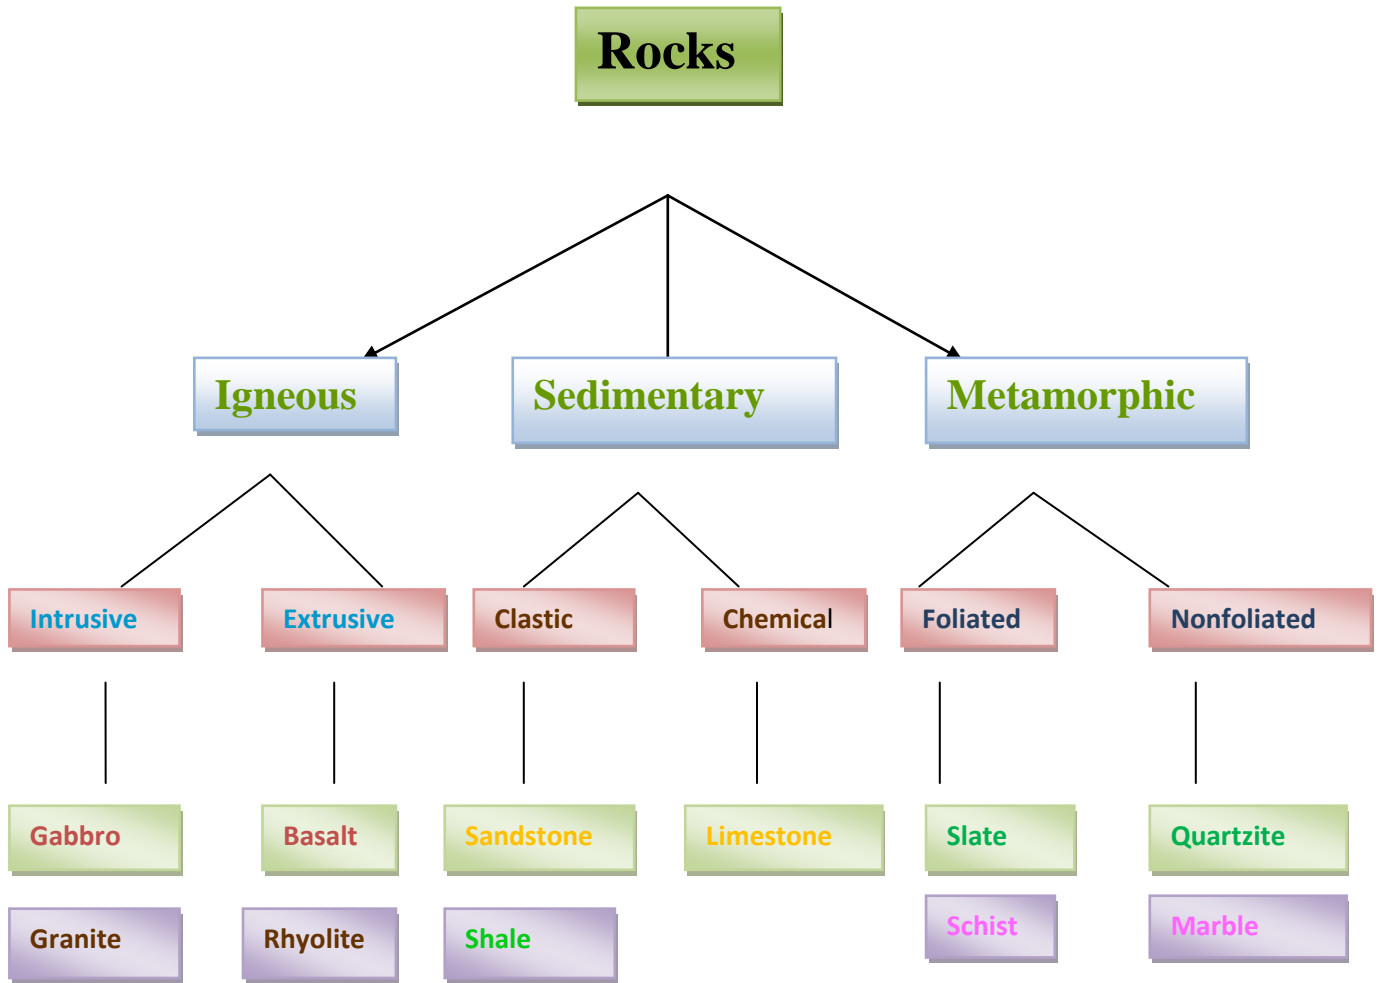 Rocks
Igneous
Sedimentary
Metamorphic
Intrusive
Extrusive
Clastic
Chemical
Foliated
Nonfoliated
Gabbro
Basalt
Sandstone
Limestone
Slate
Quartzite
Granite
Rhyolite
Shale
Schist
Marble